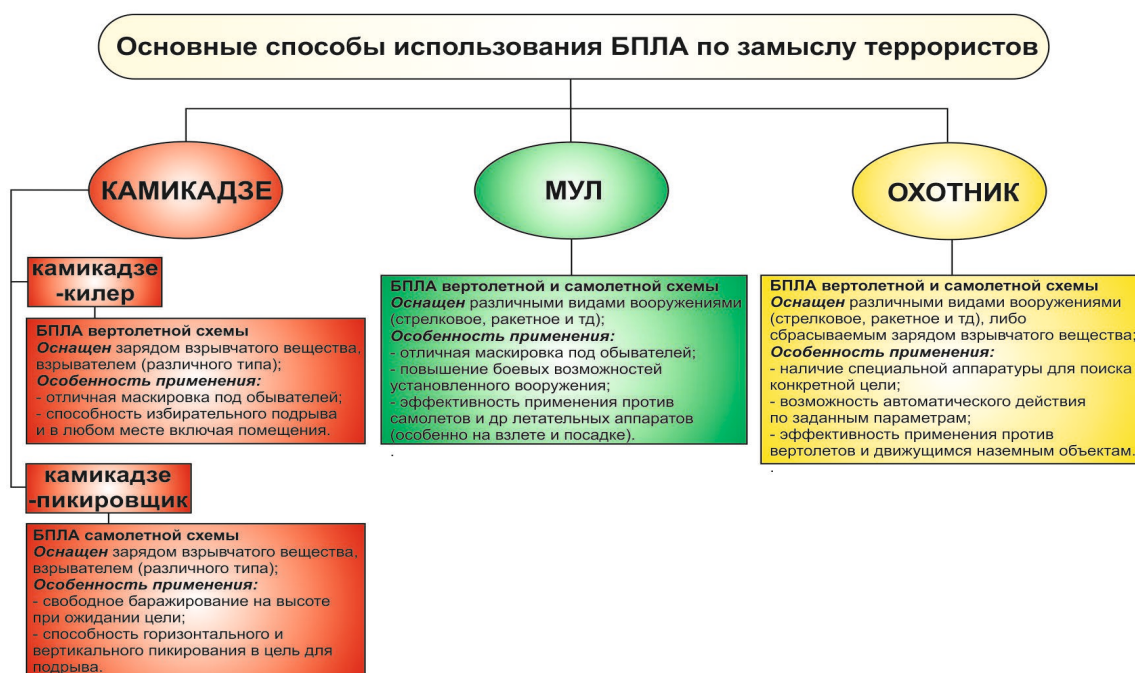 Основные способы использования БПЛА по замыслу террористов
КАМИКАДЗЕ
камикадзе
-килер
БПЛА вертолетной схемы
Оснащен зарядом взрывчатого вещества,
взрывателем (различного типа);
Особенность применения:
- отличная маскировка под обывателей;
- способность избирательного подрыва
и в любом месте включая помещения.
камикадзе
-пикировщик
БПЛА самолетной схемы
Оснащен зарядом взрывчатого вещества,
взрывателем (различного типа);
Особенность применения:
- свободное баражирование на высоте
при ожидании цели;
- способность горизонтального и
вертикального пикирования в цель для
подрыва.
МУЛ
БПЛА вертолетной и самолетной схемы
Оснащен различными видами вооружениями
(стрелковое, ракетное и тд);
Особенность применения:
- отличная маскировка под обывателей;
- повышение боевых возможностей
установленного вооружения;
- эффективность применения против
самолетов и др летательных аппаратов
(особенно на взлете и посадке).
.
ОХОТНИК
БПЛА вертолетной и самолетной схемы
Оснащен различными видами вооружениями
(стрелковое, ракетное и тд), либо
сбрасываемым зарядом взрывчатого вещества;
Особенность применения:
- наличие специальной аппаратуры для поиска
конкретной цели;
- возможность автоматического действия
по заданным параметрам;
- эффективность применения против
вертолетов и движущимся наземным объектам.
.